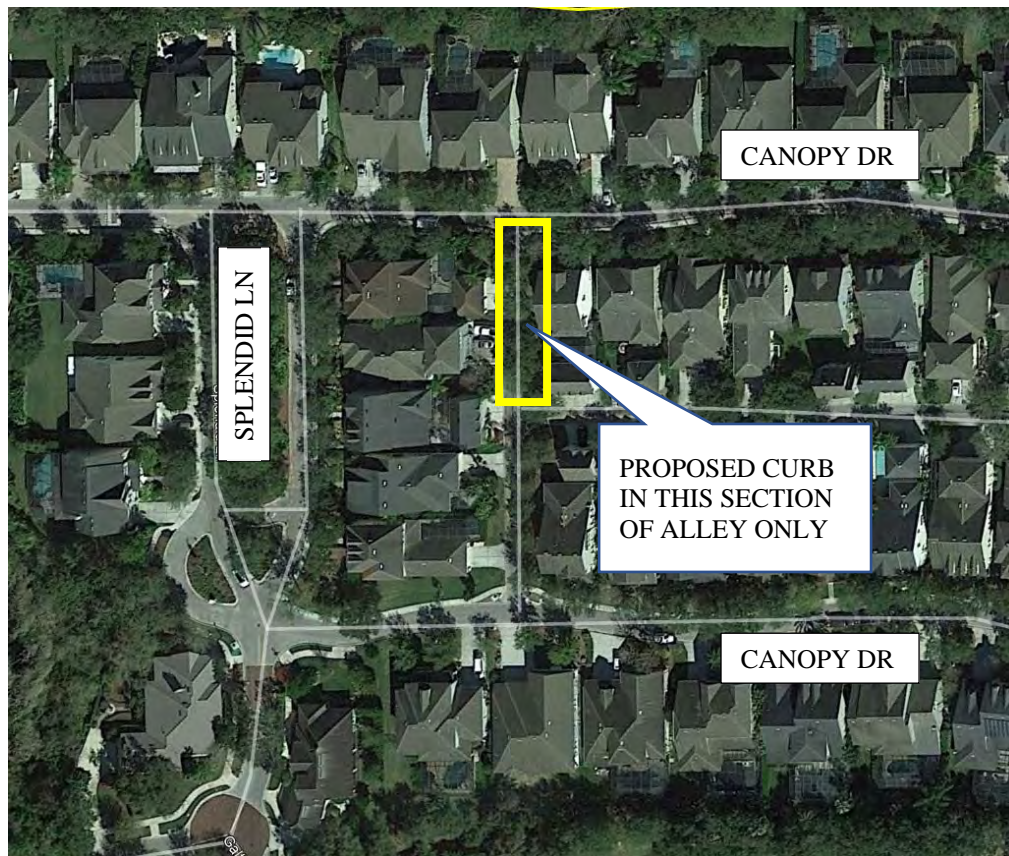 CANOPY DR
SPLENDID LN
PROPOSED CURB
IN THIS SECTION
OF ALLEY ONLY
CANOPY DR